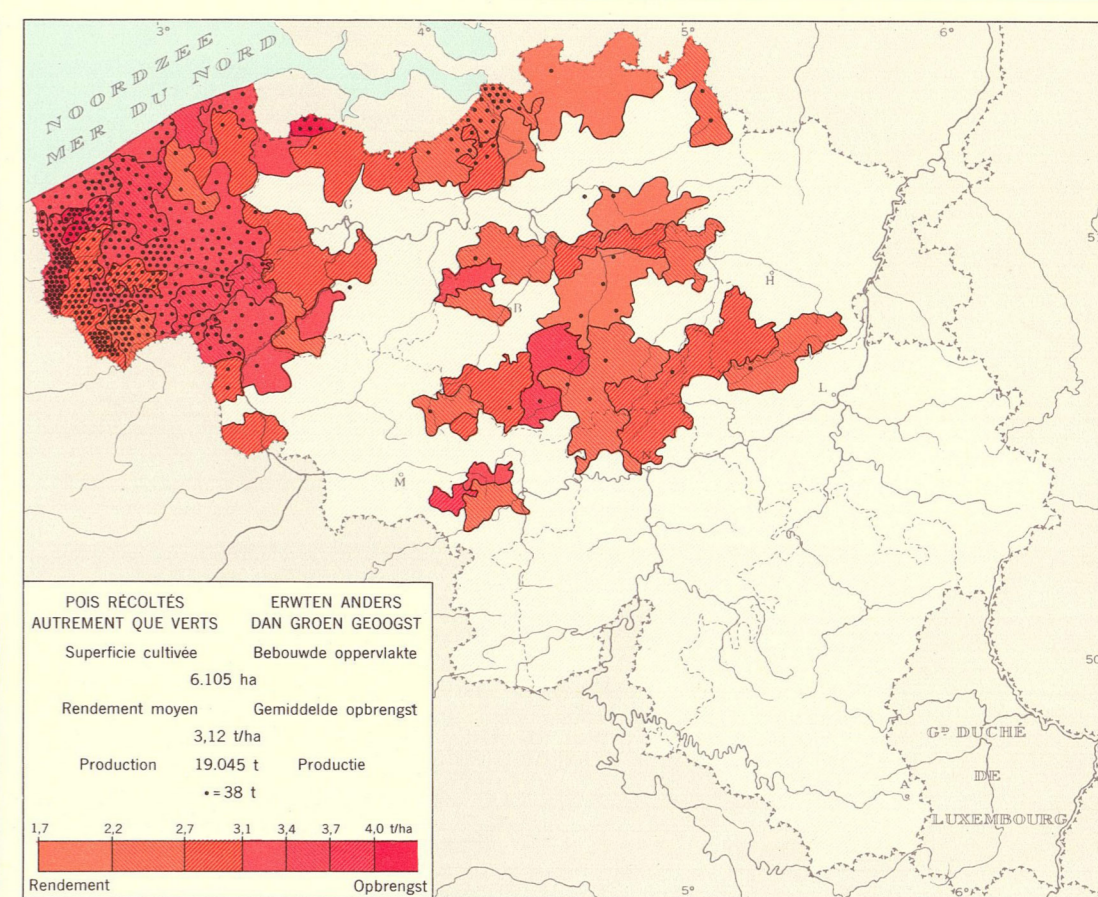 3° 4° 5° 6°
NOORDZEE
MER DU NORD
A
G
5
5
H
B
L
N
M
50
GD DUCHÉ
DE
A
LUXEMBOURG
POIS RÉCOLTÉS ERWTEN ANDERS
AUTREMENT QUE VERTS DAN GROEN GEOOGST
Superficie cultivée Bebouwde oppervlakte
6.105 ha
Rendement moyen Gemiddelde opbrengst
3,12 t/ha
Production 19.045 t Productie
• = 38 t
1,7 2,2 2,7 3,1 3,4 3,7 4,0 t/ha
Rendement Opbrengst
5° 6°